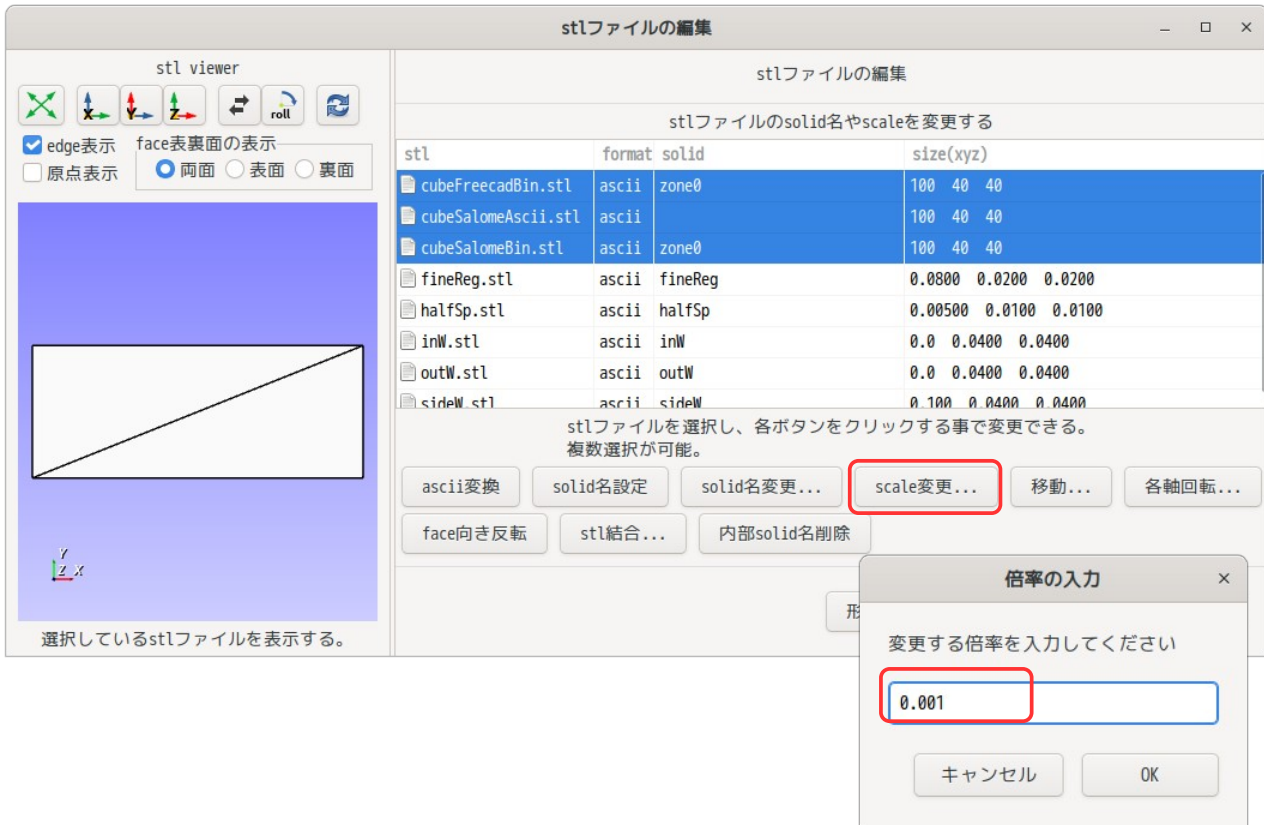 stlファイルの編集
stl viewer
roll
edge表示
原点表示
face表裏面の表示
両面 表面 裏面
Y
Z X
選択しているstlファイルを表示する。
stlファイルの編集
stlファイルのsolid名やscaleを変更する
stl format solid size(xyz)
cubeFreecadBin.stl ascii zone0 100 40 40
cubeSalomeAscii.stl ascii 100 40 40
cubeSalomeBin.stl ascii zone0 100 40 40
fineReg.stl ascii fineReg 0.0800 0.0200 0.0200
halfSp.stl ascii halfSp 0.00500 0.0100 0.0100
inW.stl ascii inW 0.0 0.0400 0.0400
outW.stl ascii outW 0.0 0.0400 0.0400
sideW.stl ascii sideW 0.100 0.0400 0.0400
stlファイルを選択し、各ボタンをクリックする事で変更できる。
複数選択が可能。
ascii変換 solid名設定 solid名変更... scale変更... 移動... 各軸回転...
face向き反転 stl結合... 内部solid名削除
形
倍率の入力
変更する倍率を入力してください
0.001
キャンセル OK